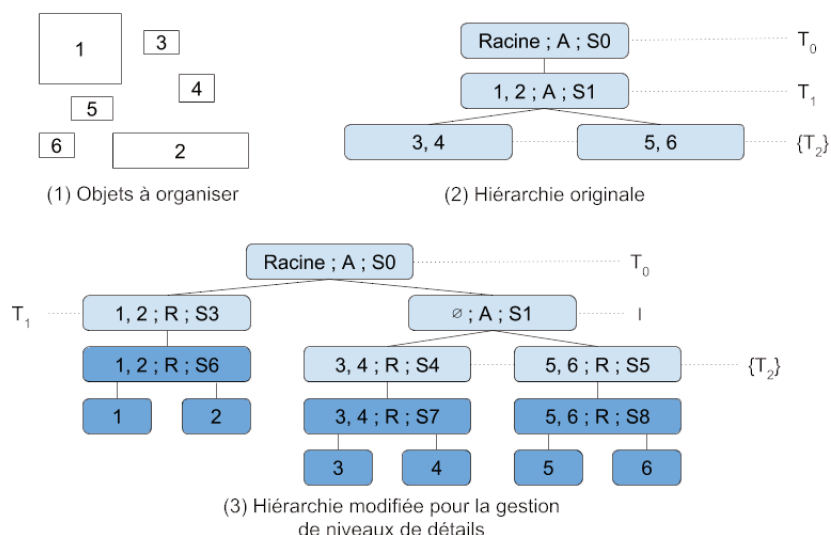 1
3
4
5
6
2
(1) Objets à organiser
Racine ; A ; S0
T0
1, 2 ; A ; S1
T1
3, 4
5, 6
{T2}
(2) Hiérarchie originale
Racine ; A ; S0
T0
T1
1, 2 ; R ; S3
∅ ; A ; S1
I
1, 2 ; R ; S6
3, 4 ; R ; S4
5, 6 ; R ; S5
{T2}
1
2
3, 4 ; R ; S7
5, 6 ; R ; S8
3
4
5
6
(3) Hiérarchie modifiée pour la gestion
de niveaux de détails